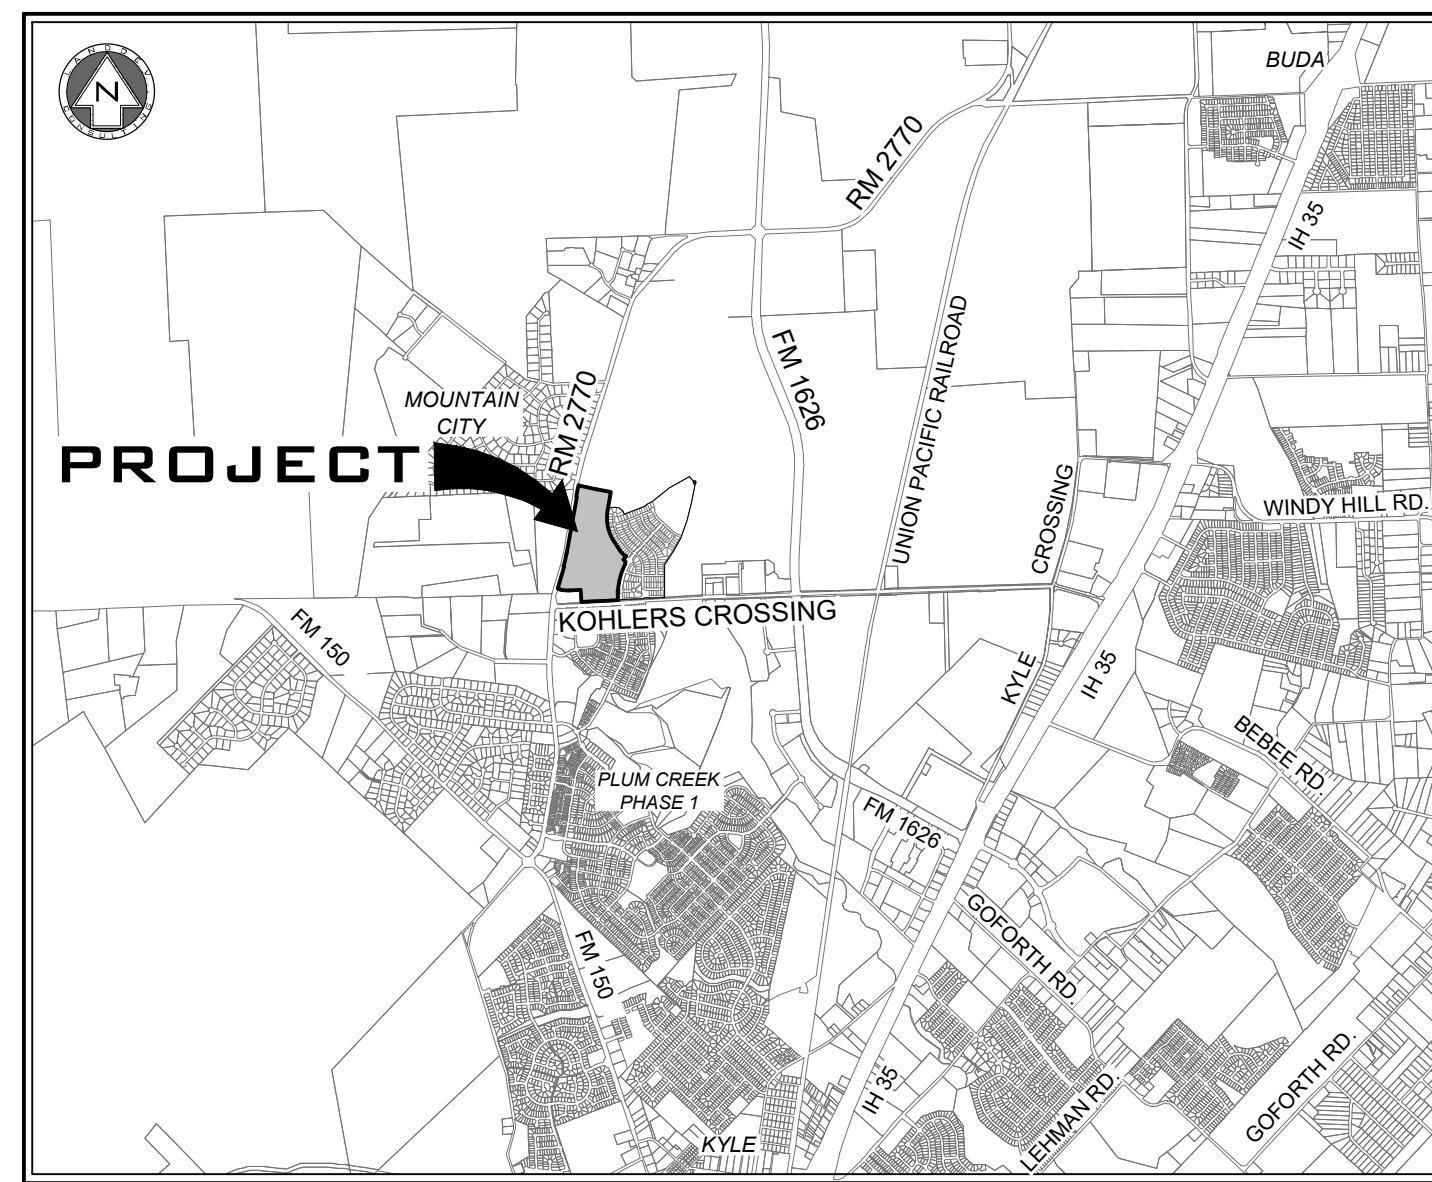 LANDDEV
CONSULTING
N
BUDA
RM 2770
IH 35
UNION PACIFIC RAILROAD
FM 1626
RM 2770
MOUNTAIN
CITY
PROJECT
CROSSING
WINDY HILL RD.
KOHLERS CROSSING
FM 150
KYLE
IH 35
BEBEE RD.
PLUM CREEK
PHASE 1
FM 1626
GOFORTH RD.
FM 150
IH 35
LEHMAN RD.
GOFORTH RD.
KYLE